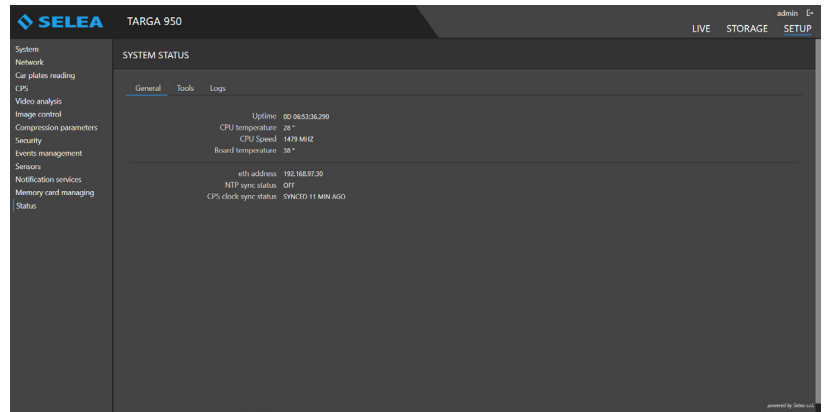 SELEA
TARGA 950
admin
LIVE STORAGE SETUP
System
Network
Car plates reading
CPS
Video analysis
Image control
Compression parameters
Security
Events management
Sensors
Notification services
Memory card managing
Status
SYSTEM STATUS
General Tools Logs
Uptime 0D 06:53:36.290
CPU temperature 28 °
CPU Speed 1479 MHZ
Board temperature 38 °
eth address 192.168.97.30
NTP sync status OFF
CPS clock sync status SYNCED 11 MIN AGO
powered by Selea s.r.l.